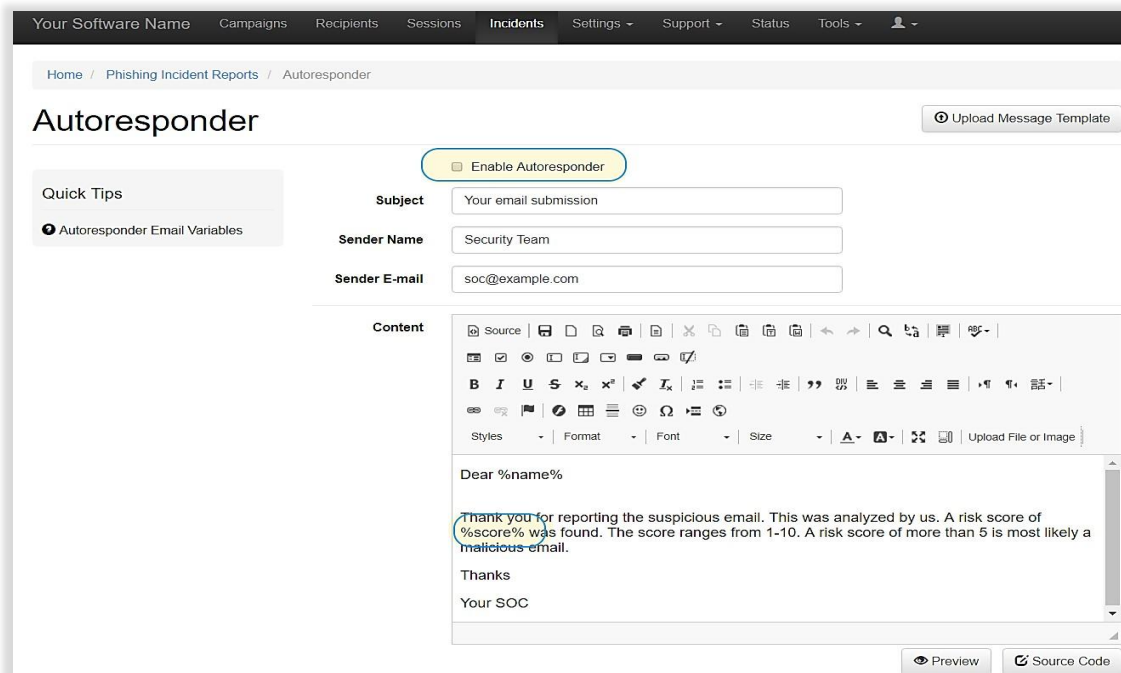 Your Software Name Campaigns Recipients Sessions Incidents Settings Support Status Tools
Home / Phishing Incident Reports / Autoresponder
Autoresponder
Upload Message Template
Enable Autoresponder
Quick Tips
Autoresponder Email Variables
Subject Your email submission
Sender Name Security Team
Sender E-mail soc@example.com
Content
Source
B I U S x₂ x² Tx
Styles Format Font Size A A Upload File or Image
Dear %name%
Thank you for reporting the suspicious email. This was analyzed by us. A risk score of
%score% was found. The score ranges from 1-10. A risk score of more than 5 is most likely a
malicious email.
Thanks
Your SOC
Preview Source Code